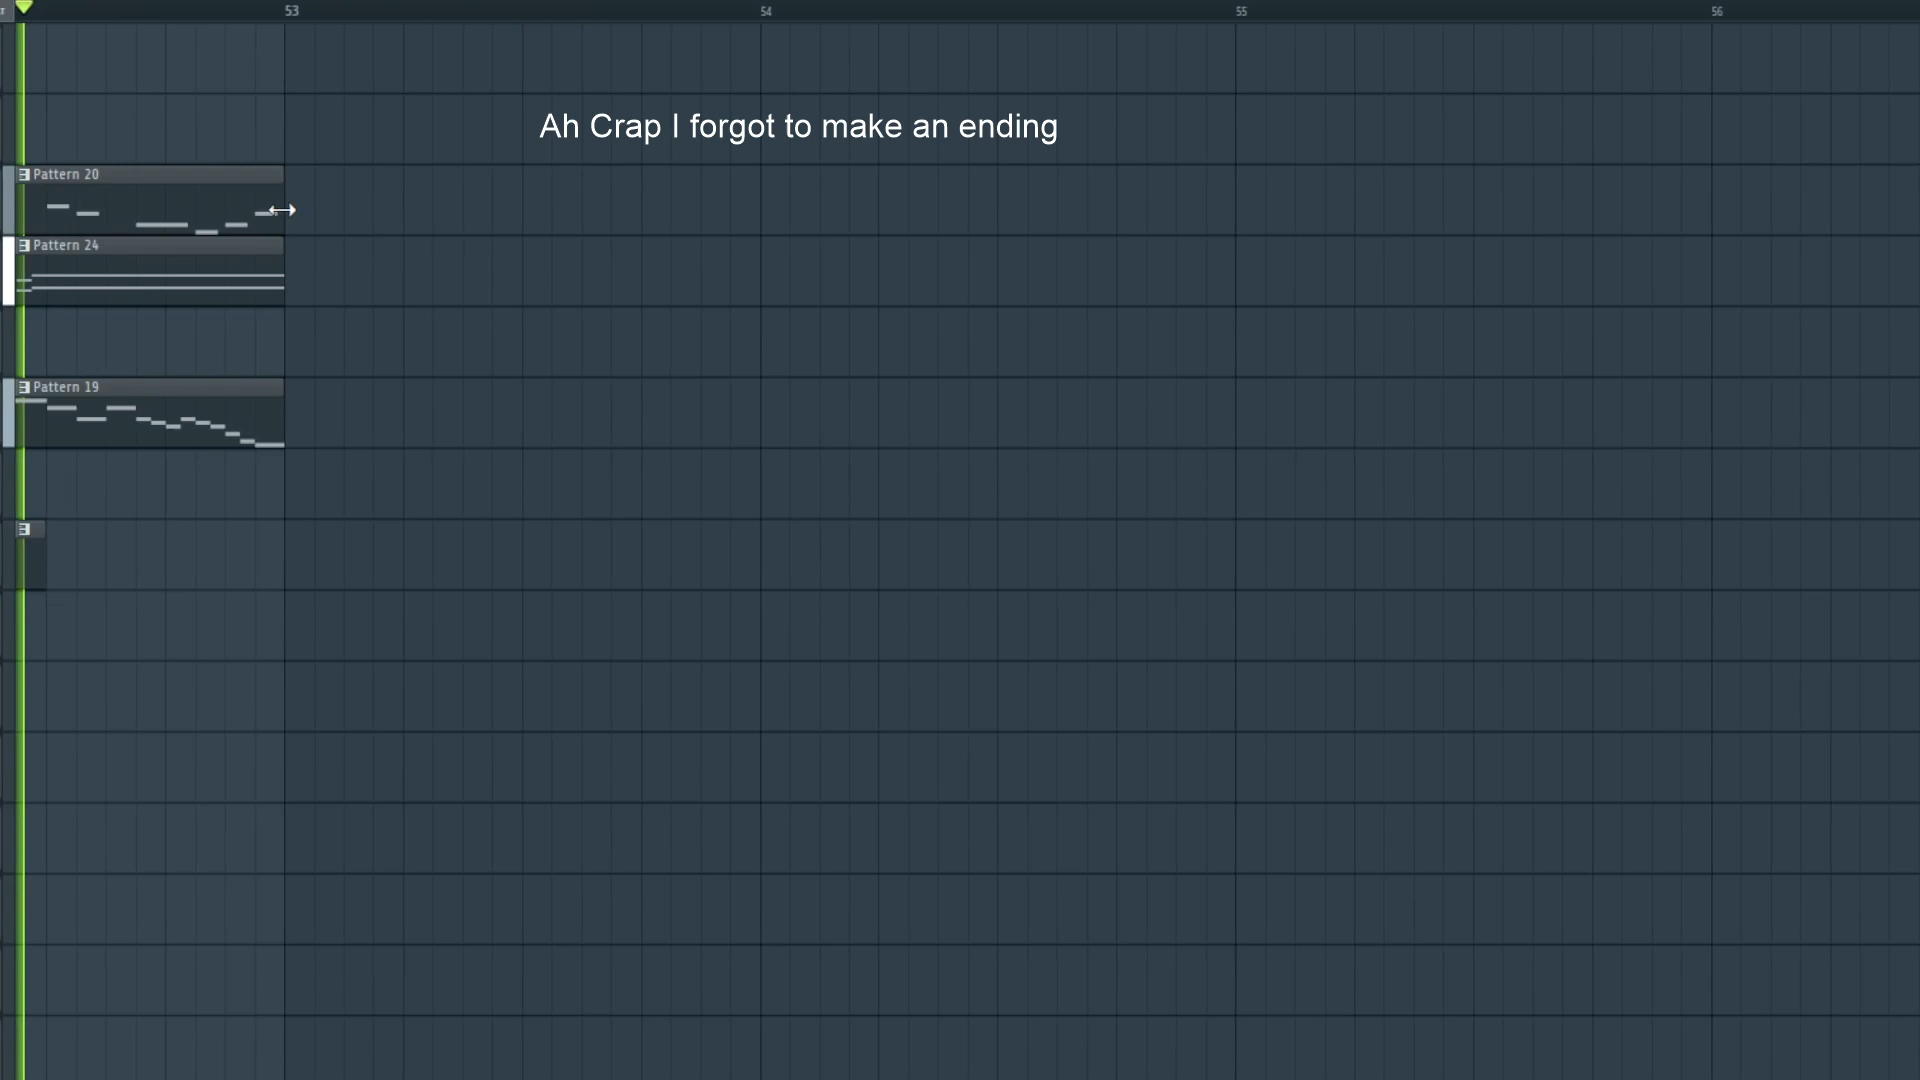 53 54 55 56
Ah Crap I forgot to make an ending
Pattern 20
Pattern 24
Pattern 19